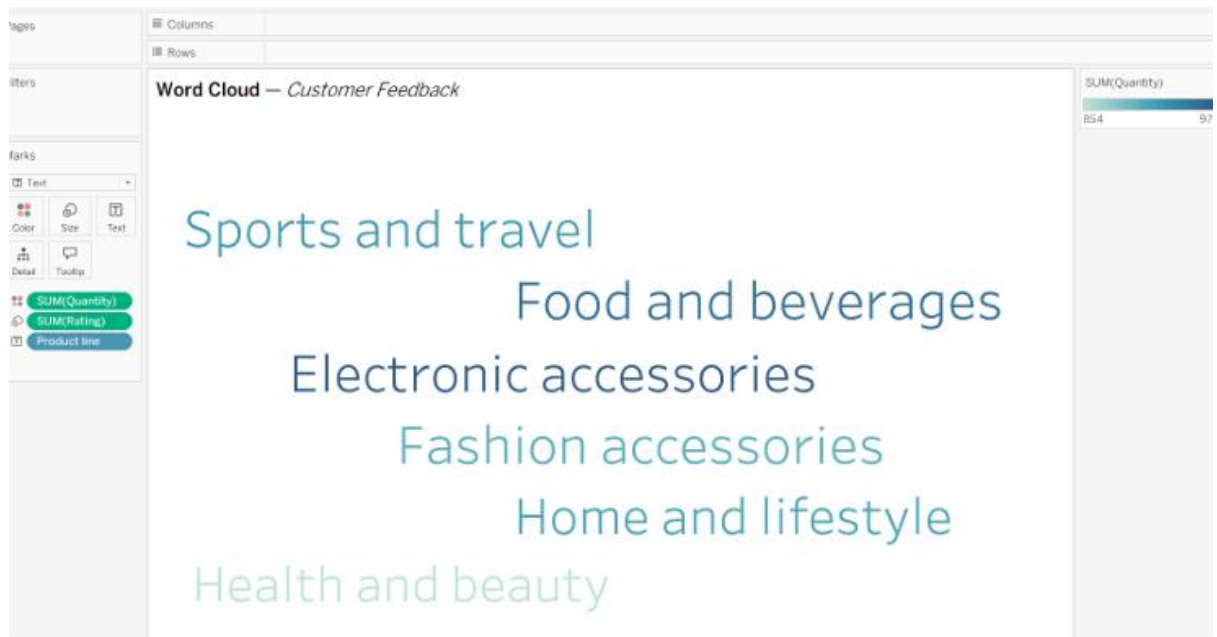 Pages
Columns
Rows
Filters
Word Cloud — Customer Feedback
SUM(Quantity)
854
97
Marks
Text
Color
Size
Text
Detail
Tooltip
SUM(Quantity)
SUM(Rating)
Product line
Sports and travel
Food and beverages
Electronic accessories
Fashion accessories
Home and lifestyle
Health and beauty